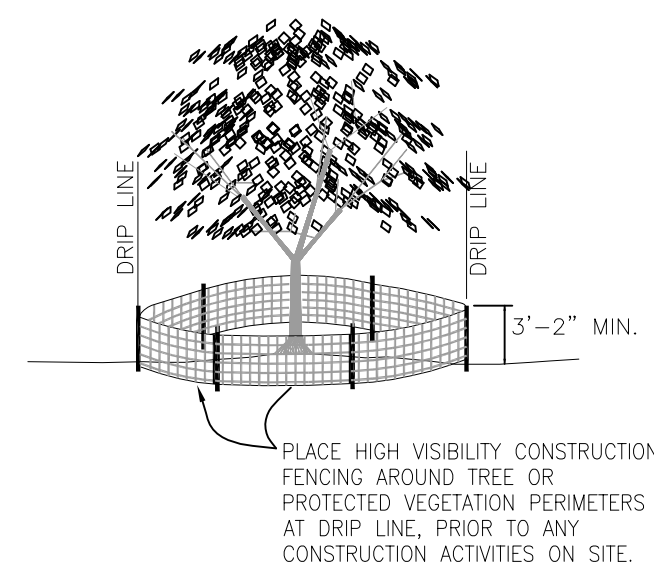 DRIP LINE
DRIP LINE
3'-2" MIN.
PLACE HIGH VISIBILITY CONSTRUCTION
FENCING AROUND TREE OR
PROTECTED VEGETATION PERIMETERS
AT DRIP LINE, PRIOR TO ANY
CONSTRUCTION ACTIVITIES ON SITE.